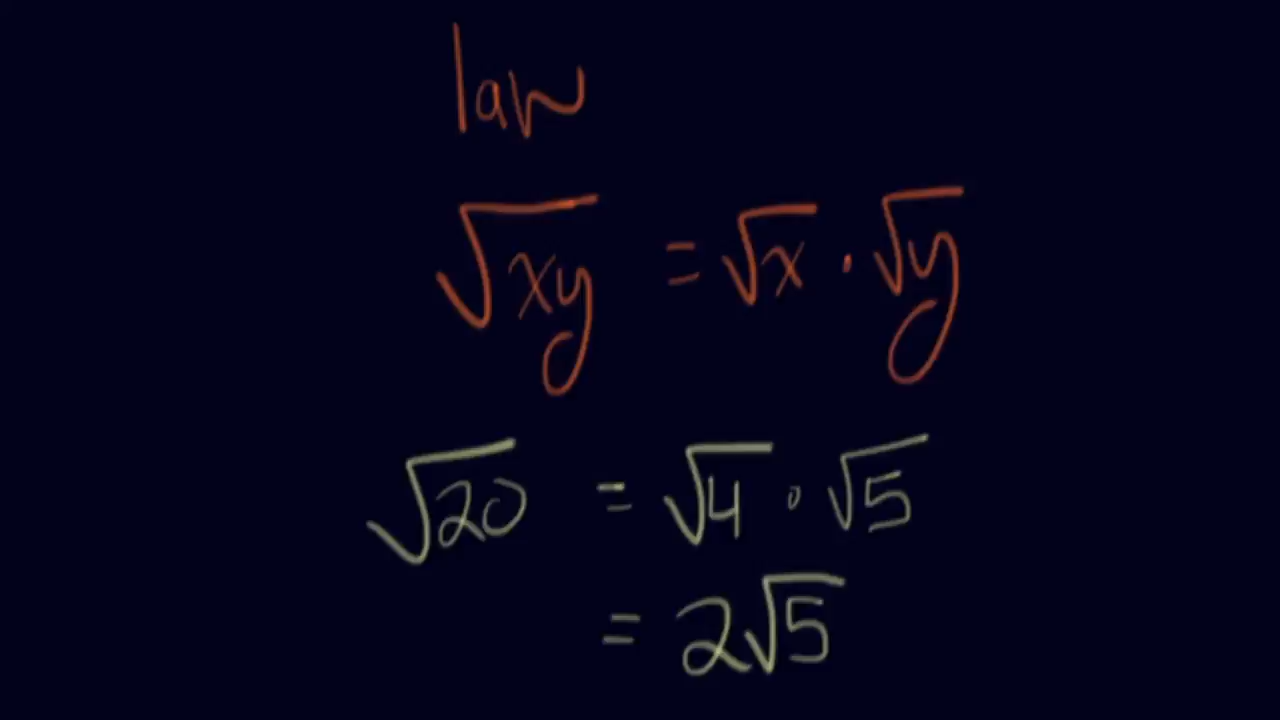 law
√xy = √x · √y
√20 = √4 · √5
= 2√5